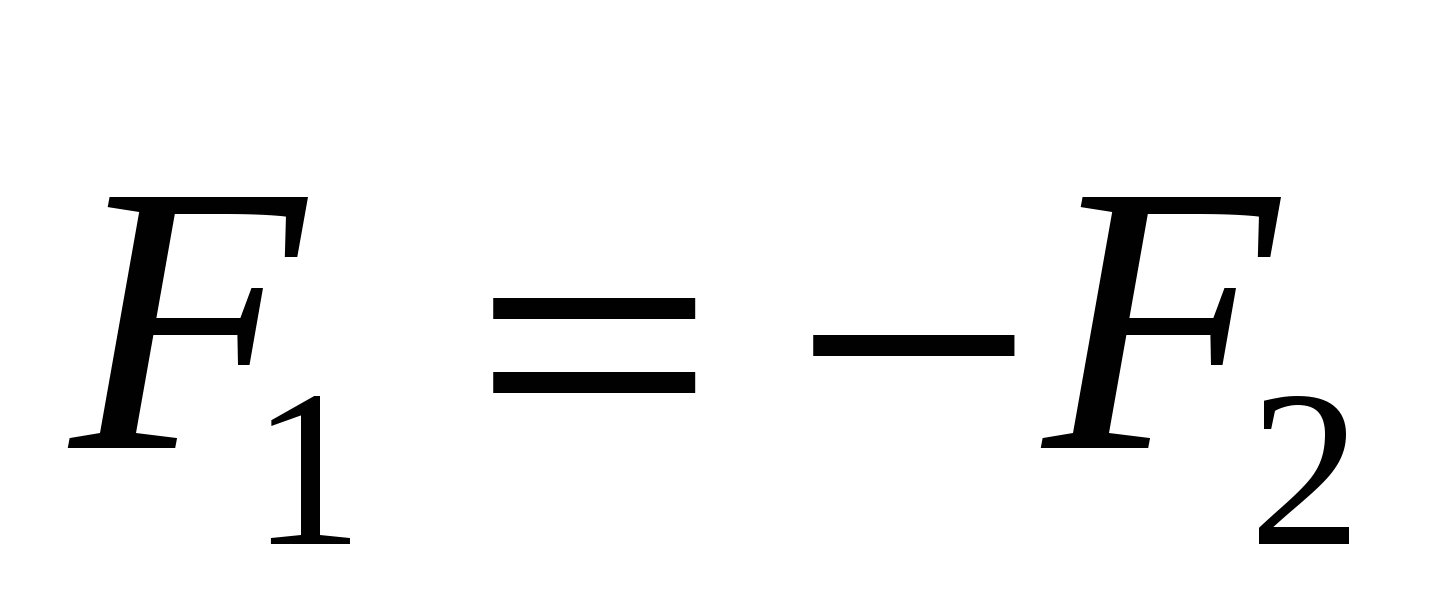 F₁ = −F₂